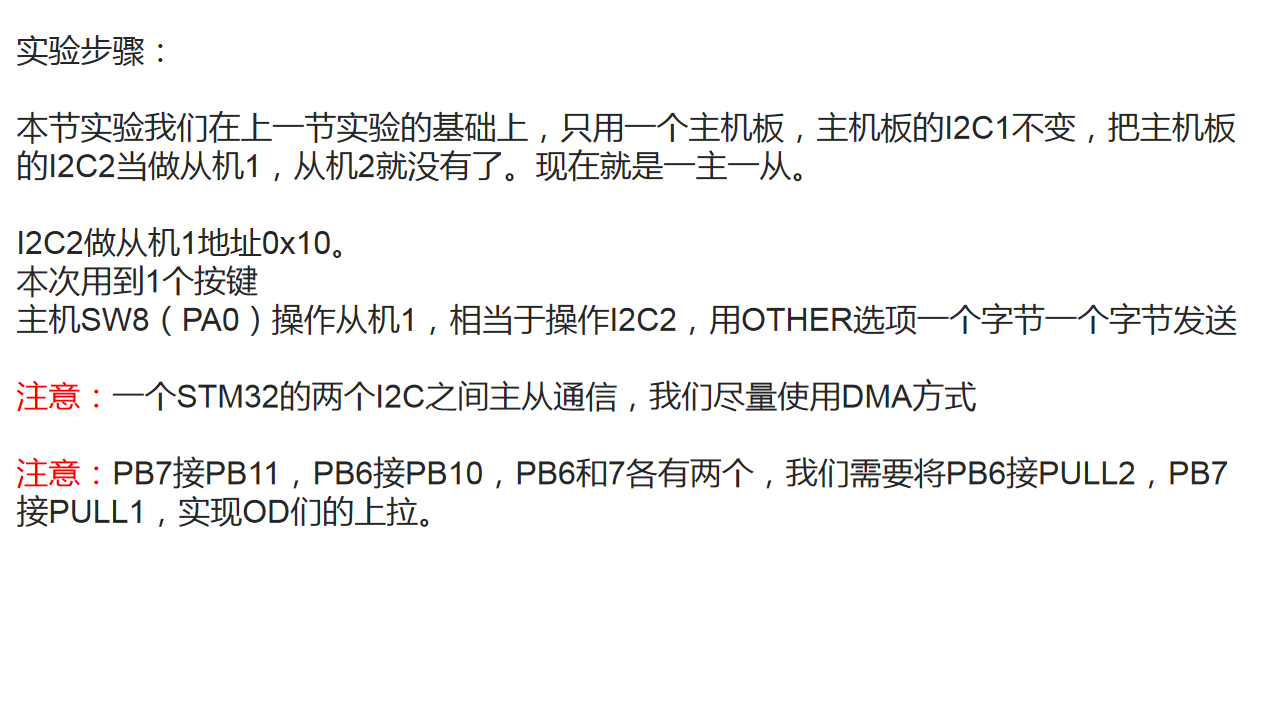 实验步骤：
本节实验我们在上一节实验的基础上，只用一个主机板，主机板的I2C1不变，把主机板
的I2C2当做从机1，从机2就没有了。现在就是一主一从。
I2C2做从机1地址0x10。
本次用到1个按键
主机SW8（PA0）操作从机1，相当于操作I2C2，用OTHER选项一个字节一个字节发送
注意：一个STM32的两个I2C之间主从通信，我们尽量使用DMA方式
注意：PB7接PB11，PB6接PB10，PB6和7各有两个，我们需要将PB6接PULL2，PB7
接PULL1，实现OD们的上拉。